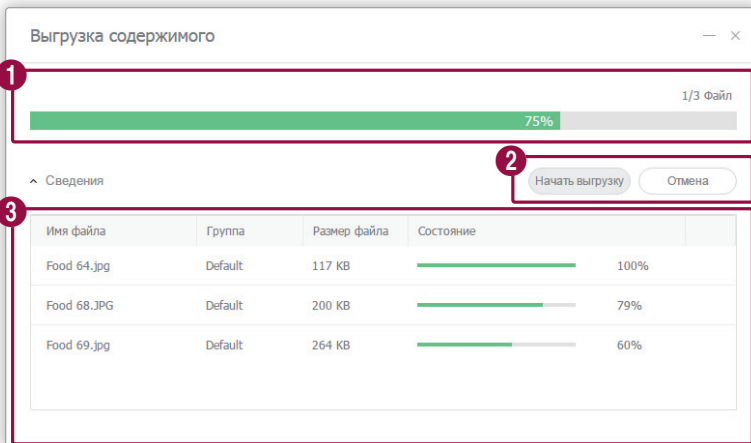 Выгрузка содержимого
1
1/3 Файл
75%
2
Сведения
Начать выгрузку Отмена
3
Имя файла Группа Размер файла Состояние
Food 64.jpg Default 117 KB 100%
Food 68.JPG Default 200 KB 79%
Food 69.jpg Default 264 KB 60%